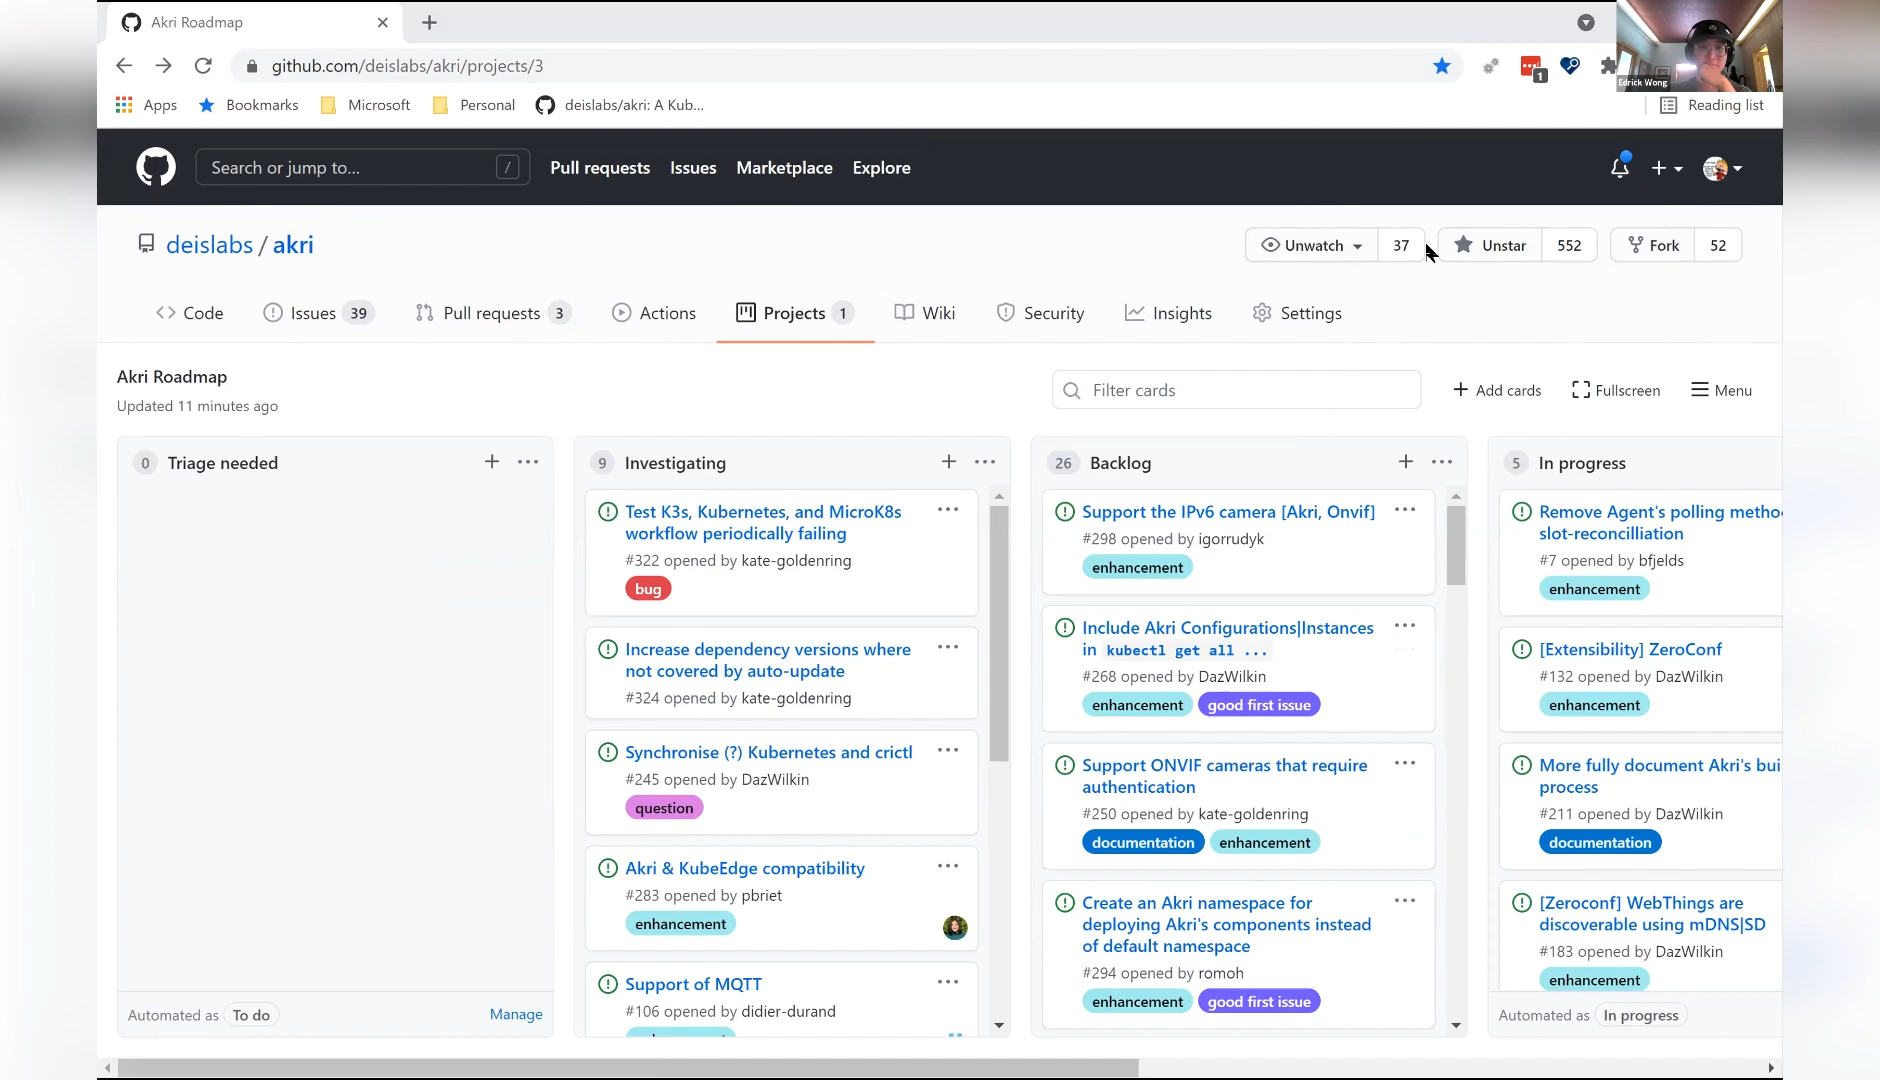 Akri Roadmap
github.com/deislabs/akri/projects/3
1
Edrick Wong
Apps
Bookmarks
Microsoft
Personal
deislabs/akri: A Kub...
Reading list
Search or jump to...
/
Pull requests
Issues
Marketplace
Explore
deislabs / akri
Unwatch
37
Unstar
552
Fork
52
Code
Issues 39
Pull requests 3
Actions
Projects 1
Wiki
Security
Insights
Settings
Akri Roadmap
Updated 11 minutes ago
Filter cards
Add cards
Fullscreen
Menu
0 Triage needed
Automated as To do
Manage
9 Investigating
Test K3s, Kubernetes, and MicroK8s
workflow periodically failing
#322 opened by kate-goldenring
bug
Increase dependency versions where
not covered by auto-update
#324 opened by kate-goldenring
Synchronise (?) Kubernetes and crictl
#245 opened by DazWilkin
question
Akri & KubeEdge compatibility
#283 opened by pbriet
enhancement
Support of MQTT
#106 opened by didier-durand
26 Backlog
Support the IPv6 camera [Akri, Onvif]
#298 opened by igorrudyk
enhancement
Include Akri Configurations|Instances
in kubectl get all ...
#268 opened by DazWilkin
enhancement good first issue
Support ONVIF cameras that require
authentication
#250 opened by kate-goldenring
documentation enhancement
Create an Akri namespace for
deploying Akri's components instead
of default namespace
#294 opened by romoh
enhancement good first issue
5 In progress
Remove Agent's polling metho
slot-reconcilliation
#7 opened by bfjelds
enhancement
[Extensibility] ZeroConf
#132 opened by DazWilkin
enhancement
More fully document Akri's bui
process
#211 opened by DazWilkin
documentation
[Zeroconf] WebThings are
discoverable using mDNS|SD
#183 opened by DazWilkin
enhancement
Automated as In progress